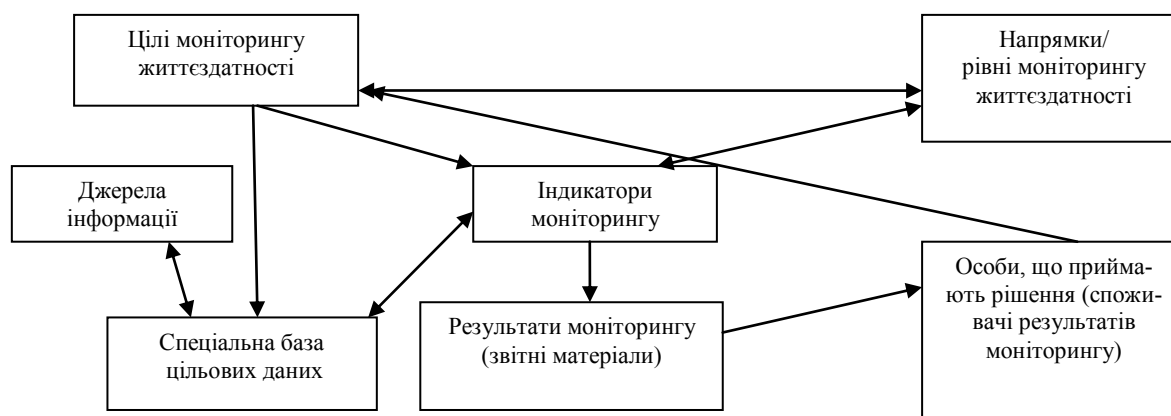 Цілі моніторингу
життєздатності
Напрямки/
рівні моніторингу
життєздатності
Джерела
інформації
Індикатори
моніторингу
Спеціальна база
цільових даних
Результати моніторингу
(звітні матеріали)
Особи, що прийма-
ють рішення (спожи-
вачі результатів
моніторингу)